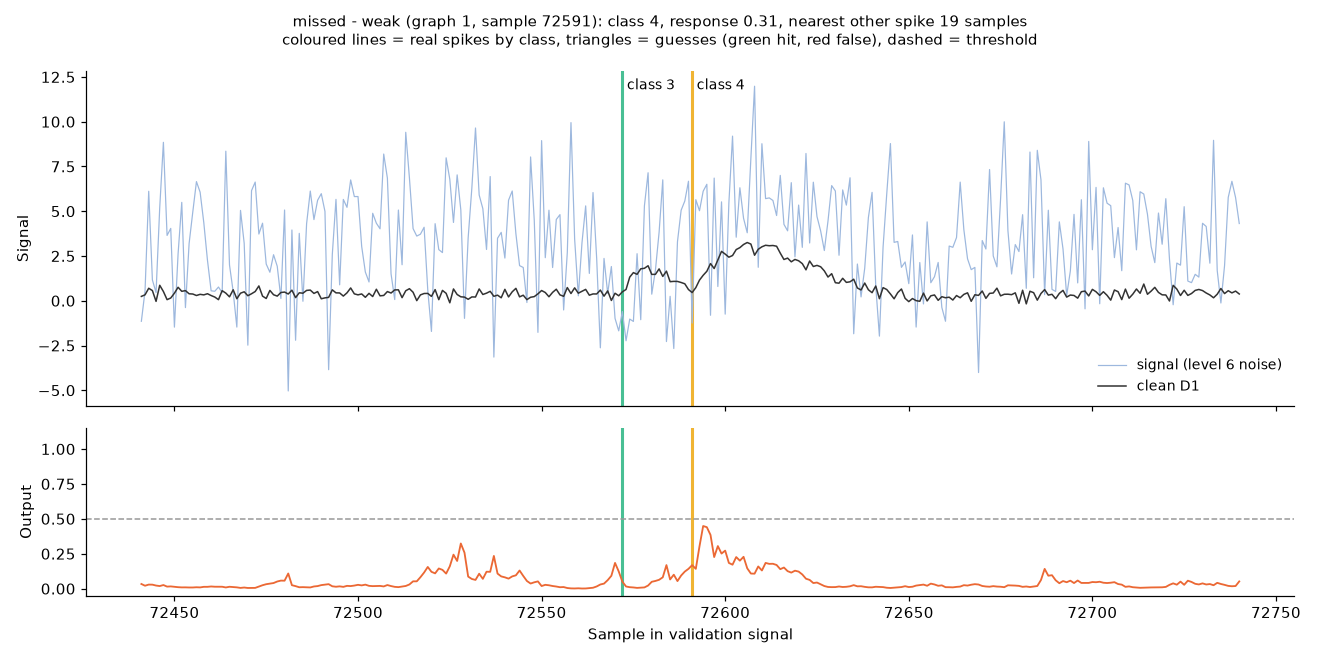 missed - weak (graph 1, sample 72591): class 4, response 0.31, nearest other spike 19 samples
coloured lines = real spikes by class, triangles = guesses (green hit, red false), dashed = threshold
12.5
10.0
7.5
5.0
2.5
0.0
−2.5
−5.0
Signal
class 3
class 4
signal (level 6 noise)
clean D1
1.00
0.75
0.50
0.25
0.00
Output
72450
72500
72550
72600
72650
72700
72750
Sample in validation signal